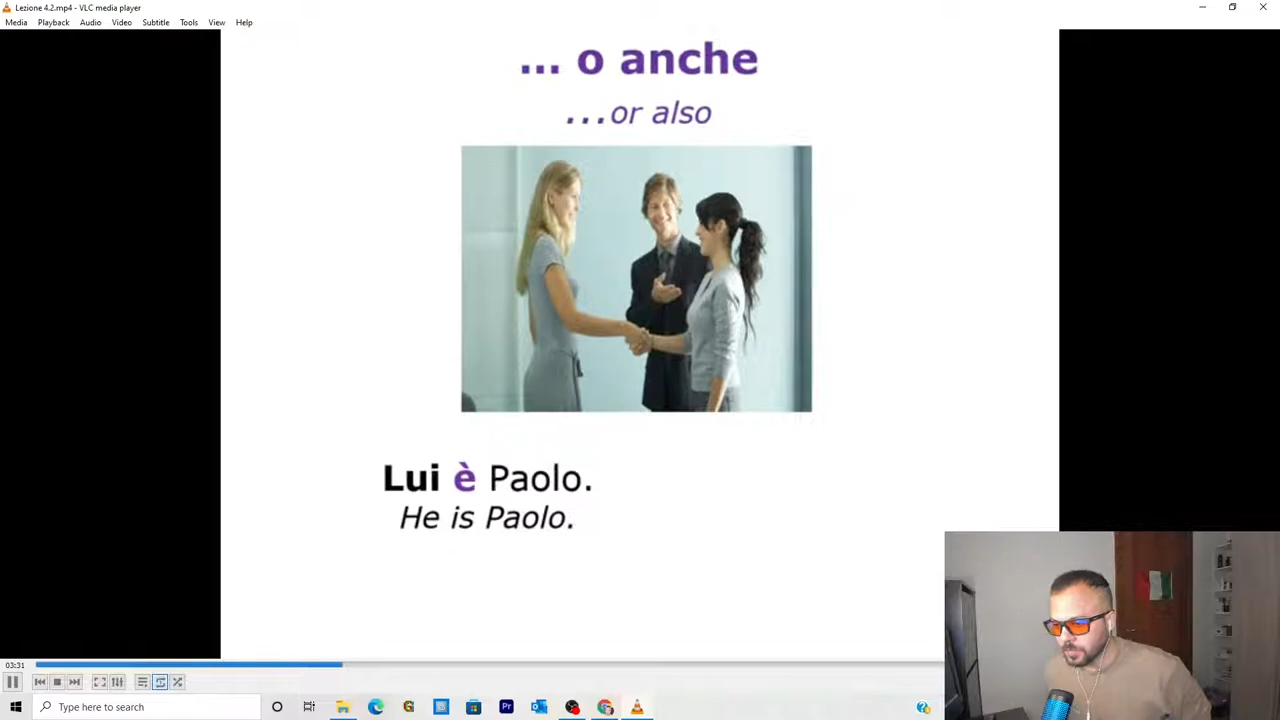 Lezione 4.2.mp4 - VLC media player
Media Playback Audio Video Subtitle Tools View Help
... o anche
...or also
Lui è Paolo.
He is Paolo.
03:31
Type here to search